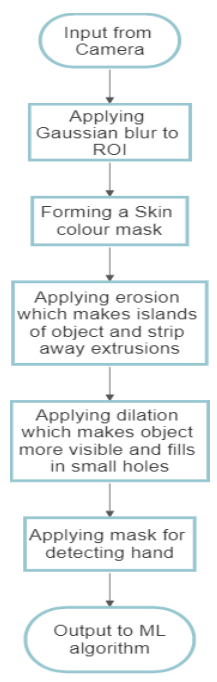 Input from
Camera
Applying
Gaussian blur to
ROI
Forming a Skin
colour mask
Applying erosion
which makes islands
of object and strip
away extrusions
Applying dilation
which makes object
more visible and fills
in small holes
Applying mask for
detecting hand
Output to ML
algorithm